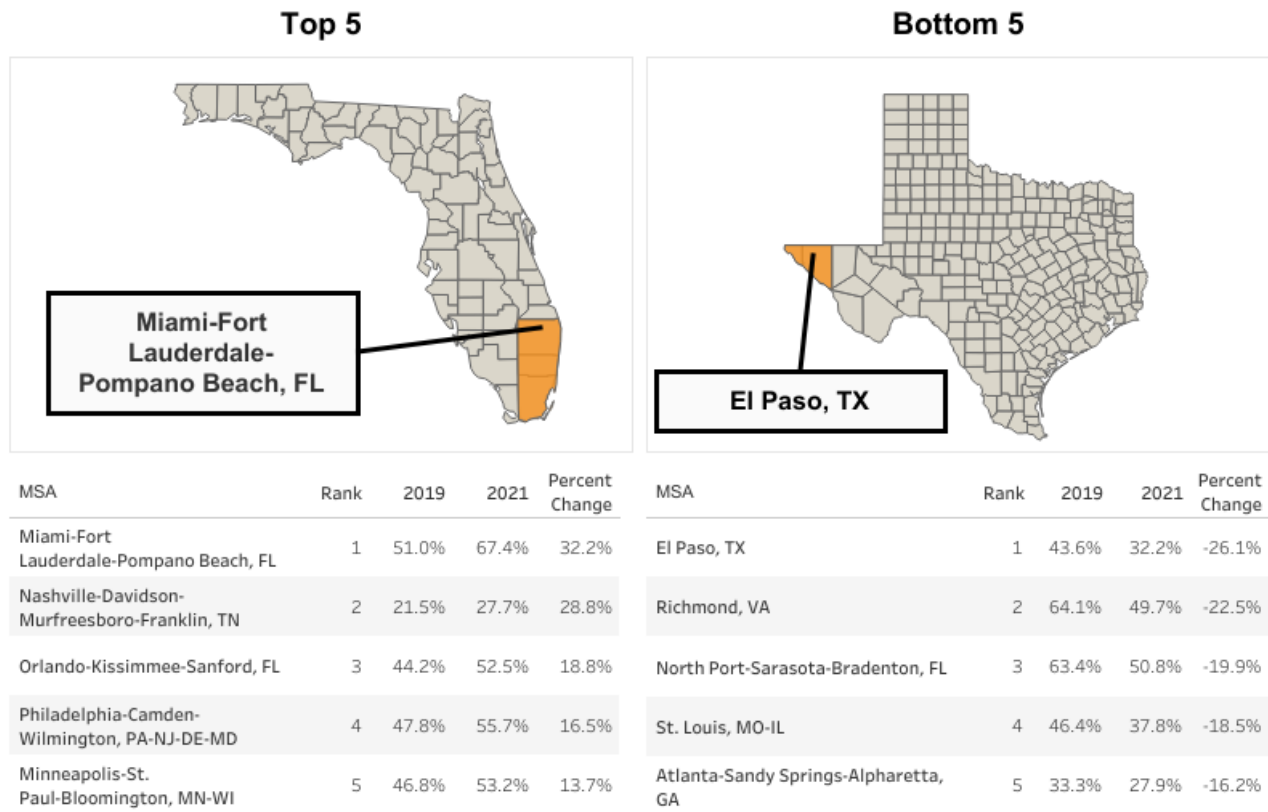 Top 5
Bottom 5
Miami-Fort
Lauderdale-
Pompano Beach, FL
El Paso, TX
MSA Rank 2019 2021 Percent
Change
Miami-Fort
Lauderdale-Pompano Beach, FL 1 51.0% 67.4% 32.2%
Nashville-Davidson-
Murfreesboro-Franklin, TN 2 21.5% 27.7% 28.8%
Orlando-Kissimmee-Sanford, FL 3 44.2% 52.5% 18.8%
Philadelphia-Camden-
Wilmington, PA-NJ-DE-MD 4 47.8% 55.7% 16.5%
Minneapolis-St.
Paul-Bloomington, MN-WI 5 46.8% 53.2% 13.7%
MSA Rank 2019 2021 Percent
Change
El Paso, TX 1 43.6% 32.2% -26.1%
Richmond, VA 2 64.1% 49.7% -22.5%
North Port-Sarasota-Bradenton, FL 3 63.4% 50.8% -19.9%
St. Louis, MO-IL 4 46.4% 37.8% -18.5%
Atlanta-Sandy Springs-Alpharetta,
GA 5 33.3% 27.9% -16.2%